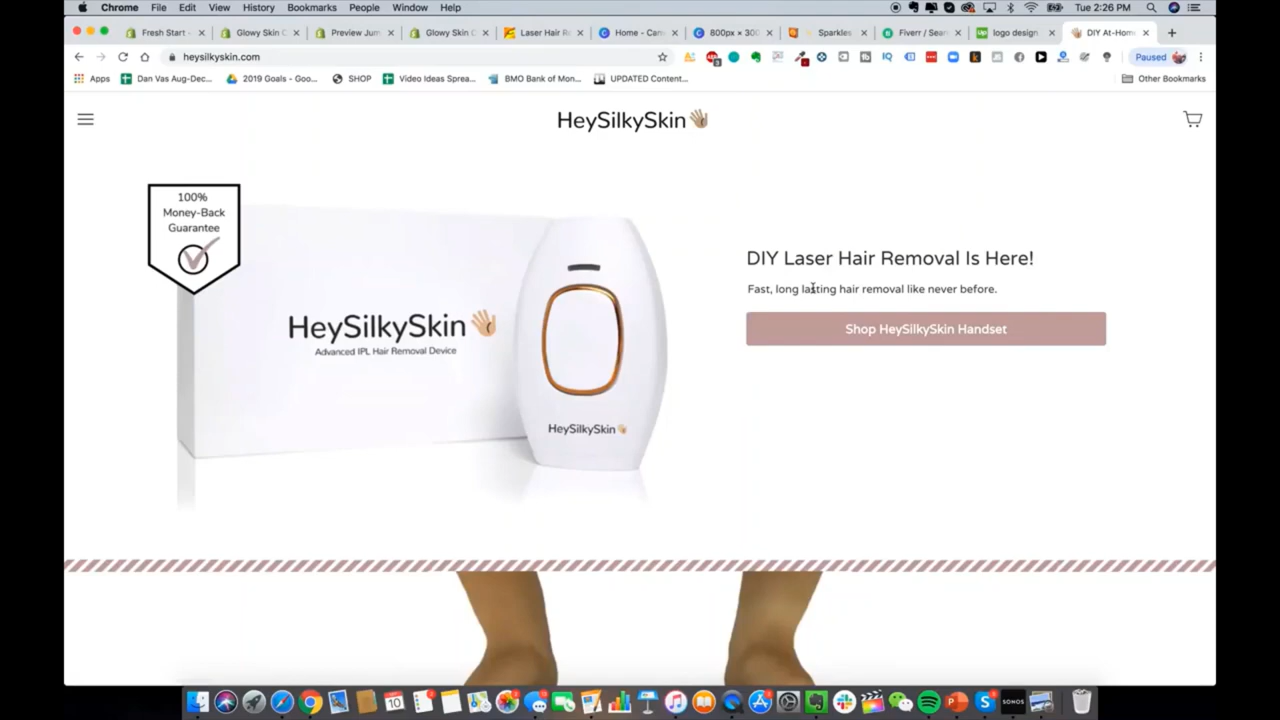 Chrome File Edit View History Bookmarks People Window Help Tue 2:26 PM
Fresh Start - Glowy Skin C Preview Jum Glowy Skin C Laser Hair R Home - Can 800px × 300 Sparkles Fiverr / Sear logo design DIY At-Hom
heyskilkyskin.com Paused
Apps Dan Vas Aug-Dec... 2019 Goals - Goo... SHOP Video Ideas Sprea... BMO Bank of Mon... UPDATED Content... Other Bookmarks
HeySilkySkin
100%
Money-Back
Guarantee
HeySilkySkin
Advanced IPL Hair Removal Device
HeySilkySkin
DIY Laser Hair Removal Is Here!
Fast, long lasting hair removal like never before.
Shop HeySilkySkin Handset
10
SONOS